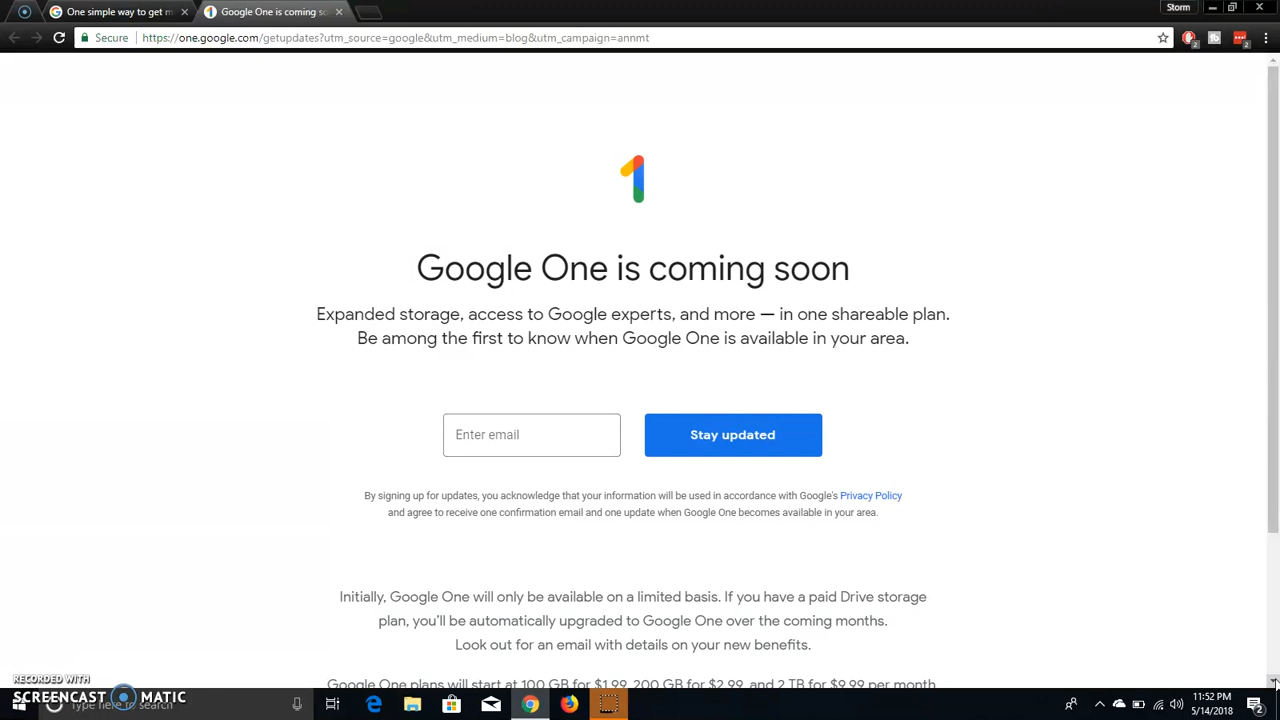 One simple way to get m
Google One is coming so
Storm
Secure
https://one.google.com/getupdates?utm_source=google&utm_medium=blog&utm_campaign=annmt
2
2
Google One is coming soon
Expanded storage, access to Google experts, and more — in one shareable plan.
Be among the first to know when Google One is available in your area.
Enter email
Stay updated
By signing up for updates, you acknowledge that your information will be used in accordance with Google's Privacy Policy
and agree to receive one confirmation email and one update when Google One becomes available in your area.
Initially, Google One will only be available on a limited basis. If you have a paid Drive storage
plan, you'll be automatically upgraded to Google One over the coming months.
Look out for an email with details on your new benefits.
Google One plans will start at 100 GB for $1.99, 200 GB for $2.99, and 2 TB for $9.99 per month
RECORDED WITH
SCREENCAST MATIC
Type here to search
11:52 PM
5/14/2018
2